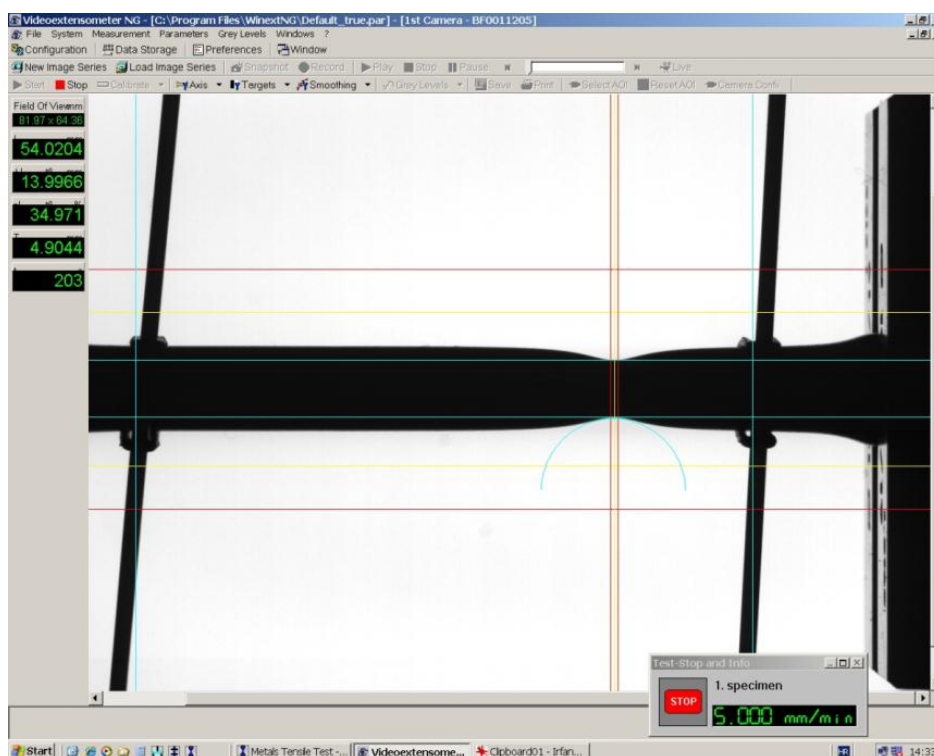 Videoextensometer NG - [C:\Program Files\WinextNG\Default_true.par] - [1st Camera - BF0011205]
File System Measurement Parameters Grey Levels Windows ?
Configuration Data Storage Preferences Window
New Image Series Load Image Series Snapshot Record Play Stop Pause Live
Start Stop Calibrate Axis Targets Smoothing Grey Levels Save Print Select AOI Reset AOI Camera Confi
Field Of View mm
81.97 x 64.36
54.0204
13.9966
34.971
4.9044
203
Test-Stop and Info
1. specimen
STOP
5.000 mm/min
Start Metals Tensile Test -... Videoextensome... Clipboard01 - Irfan... HR 14:33